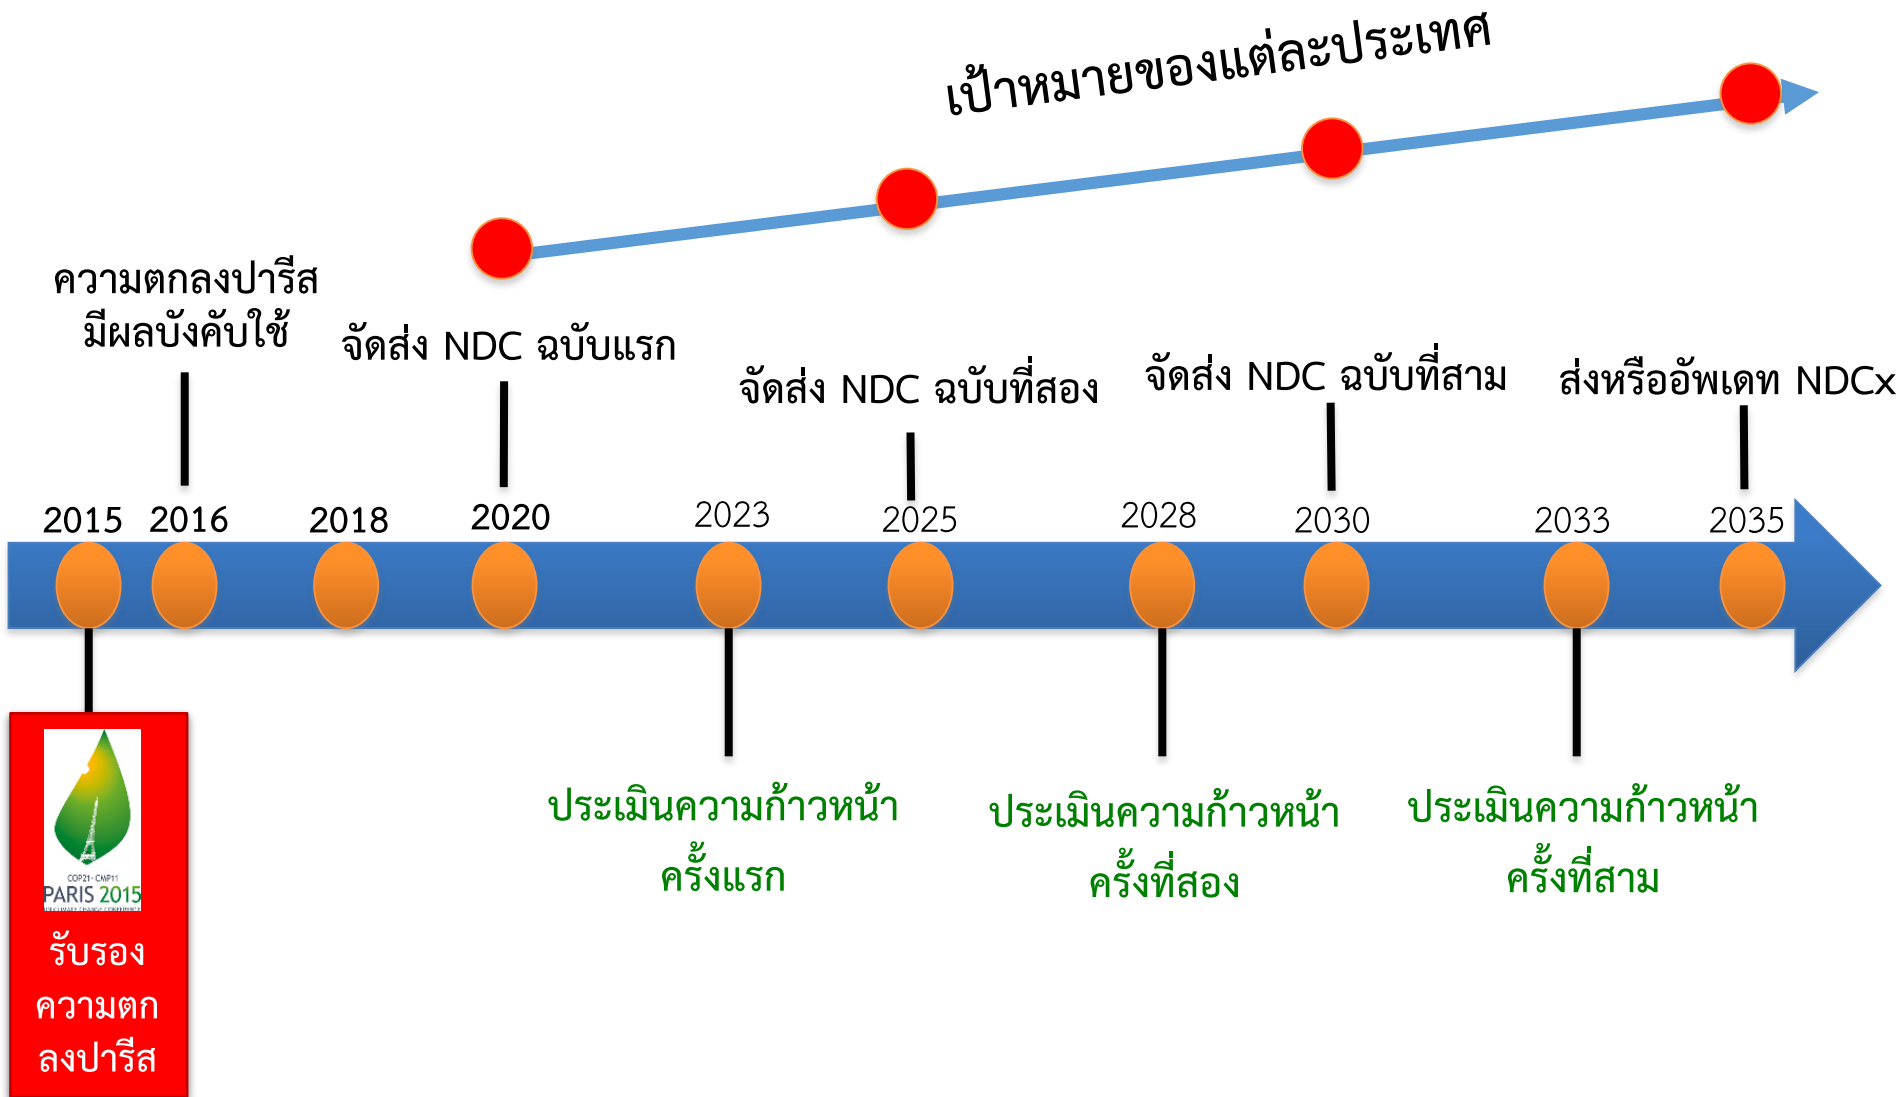 เป้าหมายของแต่ละประเทศ
ความตกลงปารีส
มีผลบังคับใช้
จัดส่ง NDC ฉบับแรก
จัดส่ง NDC ฉบับที่สอง
จัดส่ง NDC ฉบับที่สาม
ส่งหรืออัพเดท NDCx
2015 2016 2018 2020 2023 2025 2028 2030 2033 2035
ประเมินความก้าวหน้า
ครั้งแรก
ประเมินความก้าวหน้า
ครั้งที่สอง
ประเมินความก้าวหน้า
ครั้งที่สาม
COP21-CMP11
PARIS 2015
รับรอง
ความตก
ลงปารีส